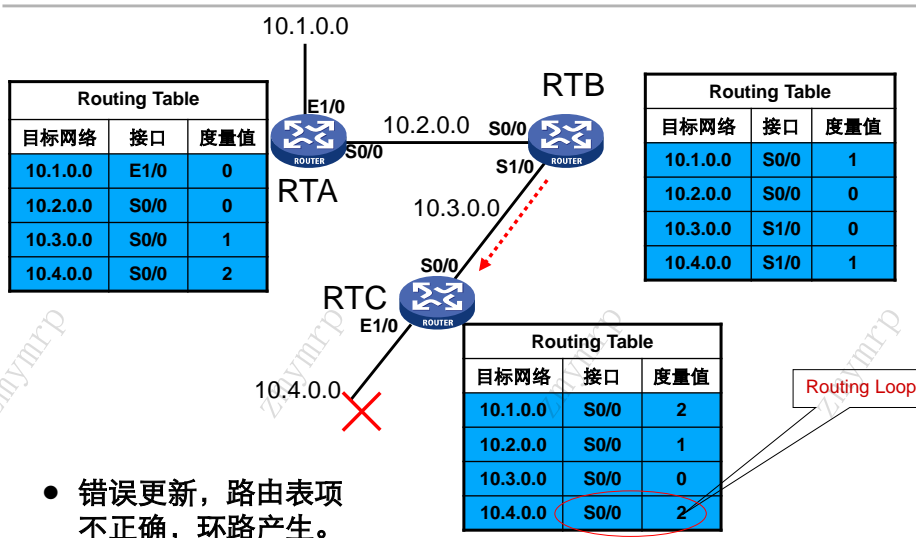 10.1.0.0
RTB
Routing Table
目标网络 接口 度量值
10.1.0.0 E1/0 0
10.2.0.0 S0/0 0
10.3.0.0 S0/0 1
10.4.0.0 S0/0 2
E1/0
ROUTER
S0/0
RTA
10.2.0.0
S0/0
ROUTER
S1/0
Routing Table
目标网络 接口 度量值
10.1.0.0 S0/0 1
10.2.0.0 S0/0 0
10.3.0.0 S1/0 0
10.4.0.0 S1/0 1
10.3.0.0
S0/0
RTC
ROUTER
E1/0
10.4.0.0
Routing Table
目标网络 接口 度量值
10.1.0.0 S0/0 2
10.2.0.0 S0/0 1
10.3.0.0 S0/0 0
10.4.0.0 S0/0 2
Routing Loop
● 错误更新，路由表项
不正确，环路产生。